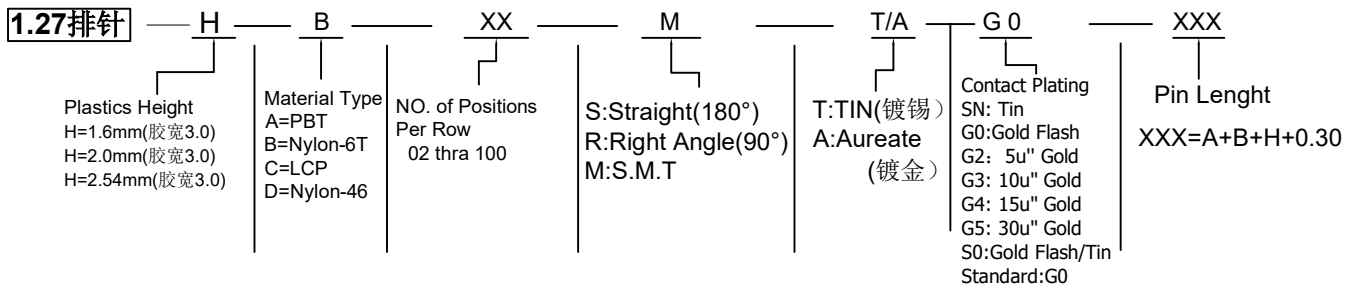 1.27排针 H B XX M T/A G 0 XXX
Plastics Height
H=1.6mm(胶宽3.0)
H=2.0mm(胶宽3.0)
H=2.54mm(胶宽3.0)
Material Type
A=PBT
B=Nylon-6T
C=LCP
D=Nylon-46
NO. of Positions
Per Row
02 thra 100
S:Straight(180°)
R:Right Angle(90°)
M:S.M.T
T:TIN(镀锡）
A:Aureate
(镀金）
Contact Plating
SN: Tin
G0:Gold Flash
G2： 5u" Gold
G3: 10u" Gold
G4: 15u" Gold
G5: 30u" Gold
S0:Gold Flash/Tin
Standard:G0
Pin Lenght
XXX=A+B+H+0.30